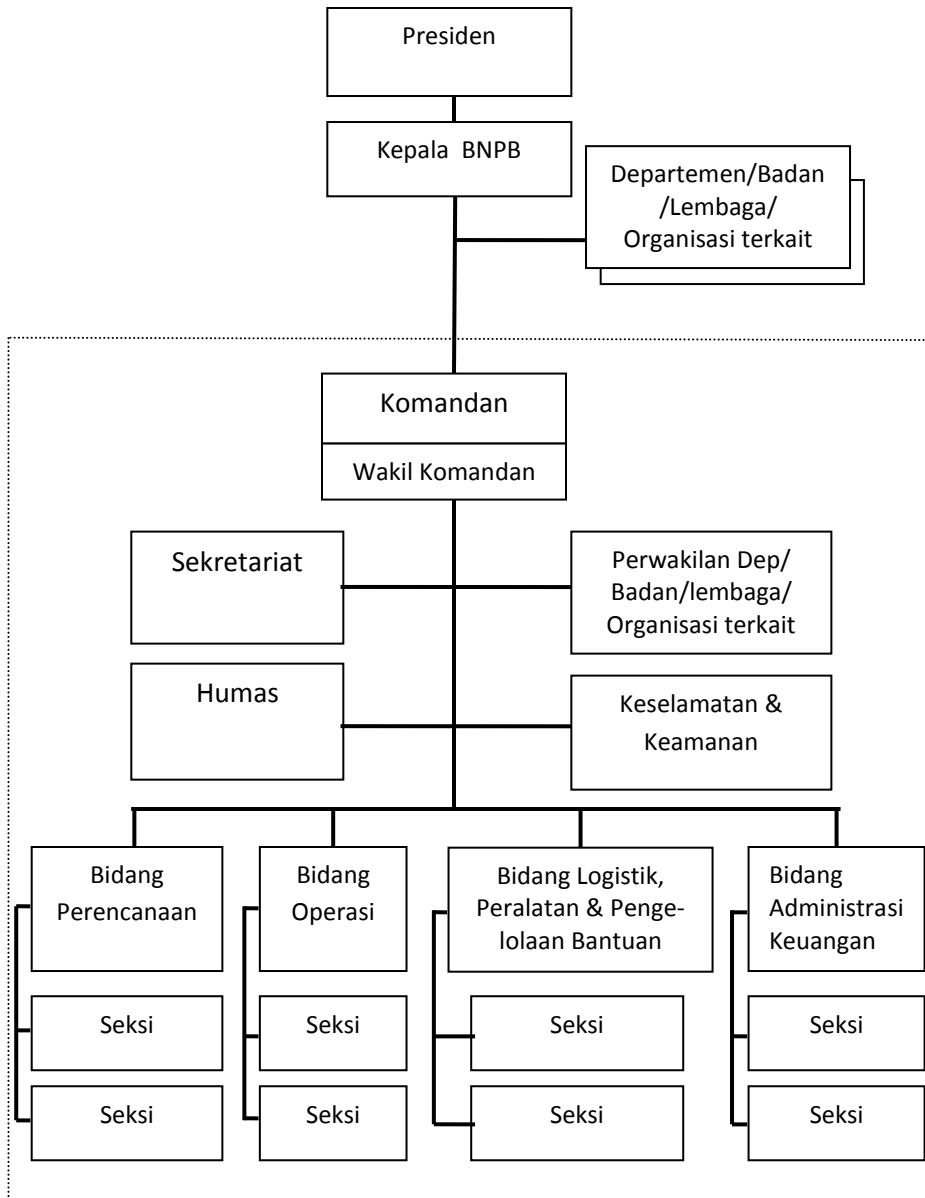 Presiden
Kepala BNPB
Departemen/Badan
/Lembaga/
Organisasi terkait
Komandan
Wakil Komandan
Sekretariat
Perwakilan Dep/
Badan/lembaga/
Organisasi terkait
Humas
Keselamatan &
Keamanan
Bidang
Perencanaan
Bidang
Operasi
Bidang Logistik,
Peralatan & Penge-
lolaan Bantuan
Bidang
Administrasi
Keuangan
Seksi
Seksi
Seksi
Seksi
Seksi
Seksi
Seksi
Seksi